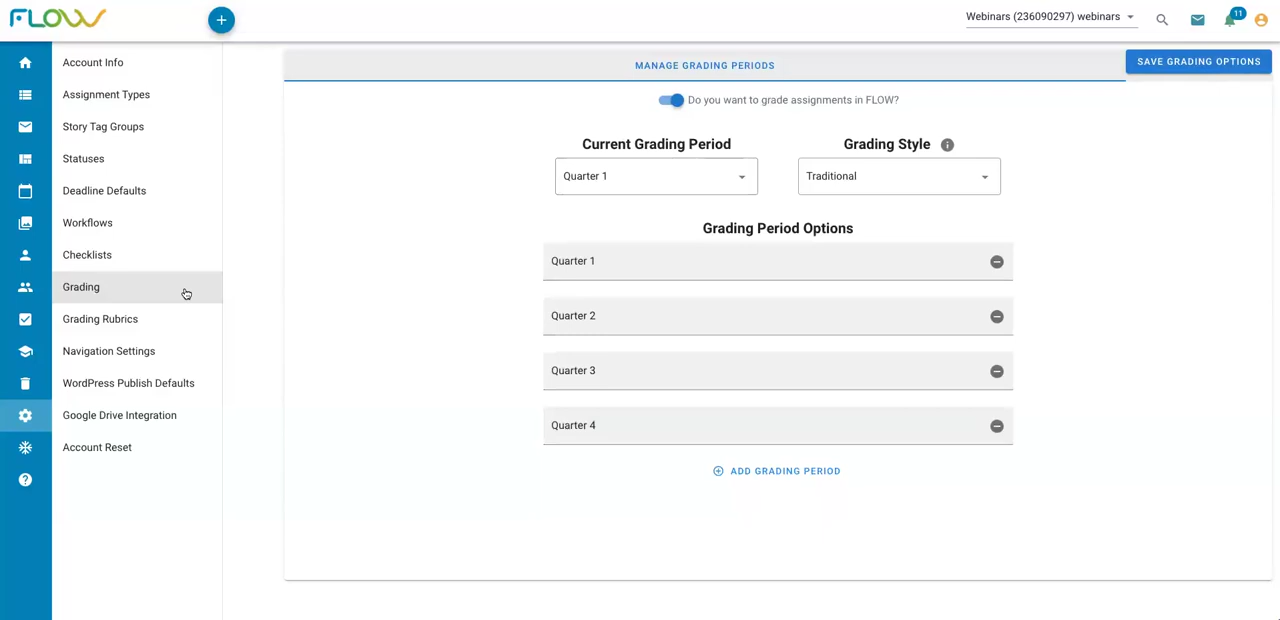 FLOW
Webinars (236090297) webinars
11
Account Info
Assignment Types
Story Tag Groups
Statuses
Deadline Defaults
Workflows
Checklists
Grading
Grading Rubrics
Navigation Settings
WordPress Publish Defaults
Google Drive Integration
Account Reset
MANAGE GRADING PERIODS
SAVE GRADING OPTIONS
Do you want to grade assignments in FLOW?
Current Grading Period
Grading Style
Quarter 1
Traditional
Grading Period Options
Quarter 1
Quarter 2
Quarter 3
Quarter 4
ADD GRADING PERIOD